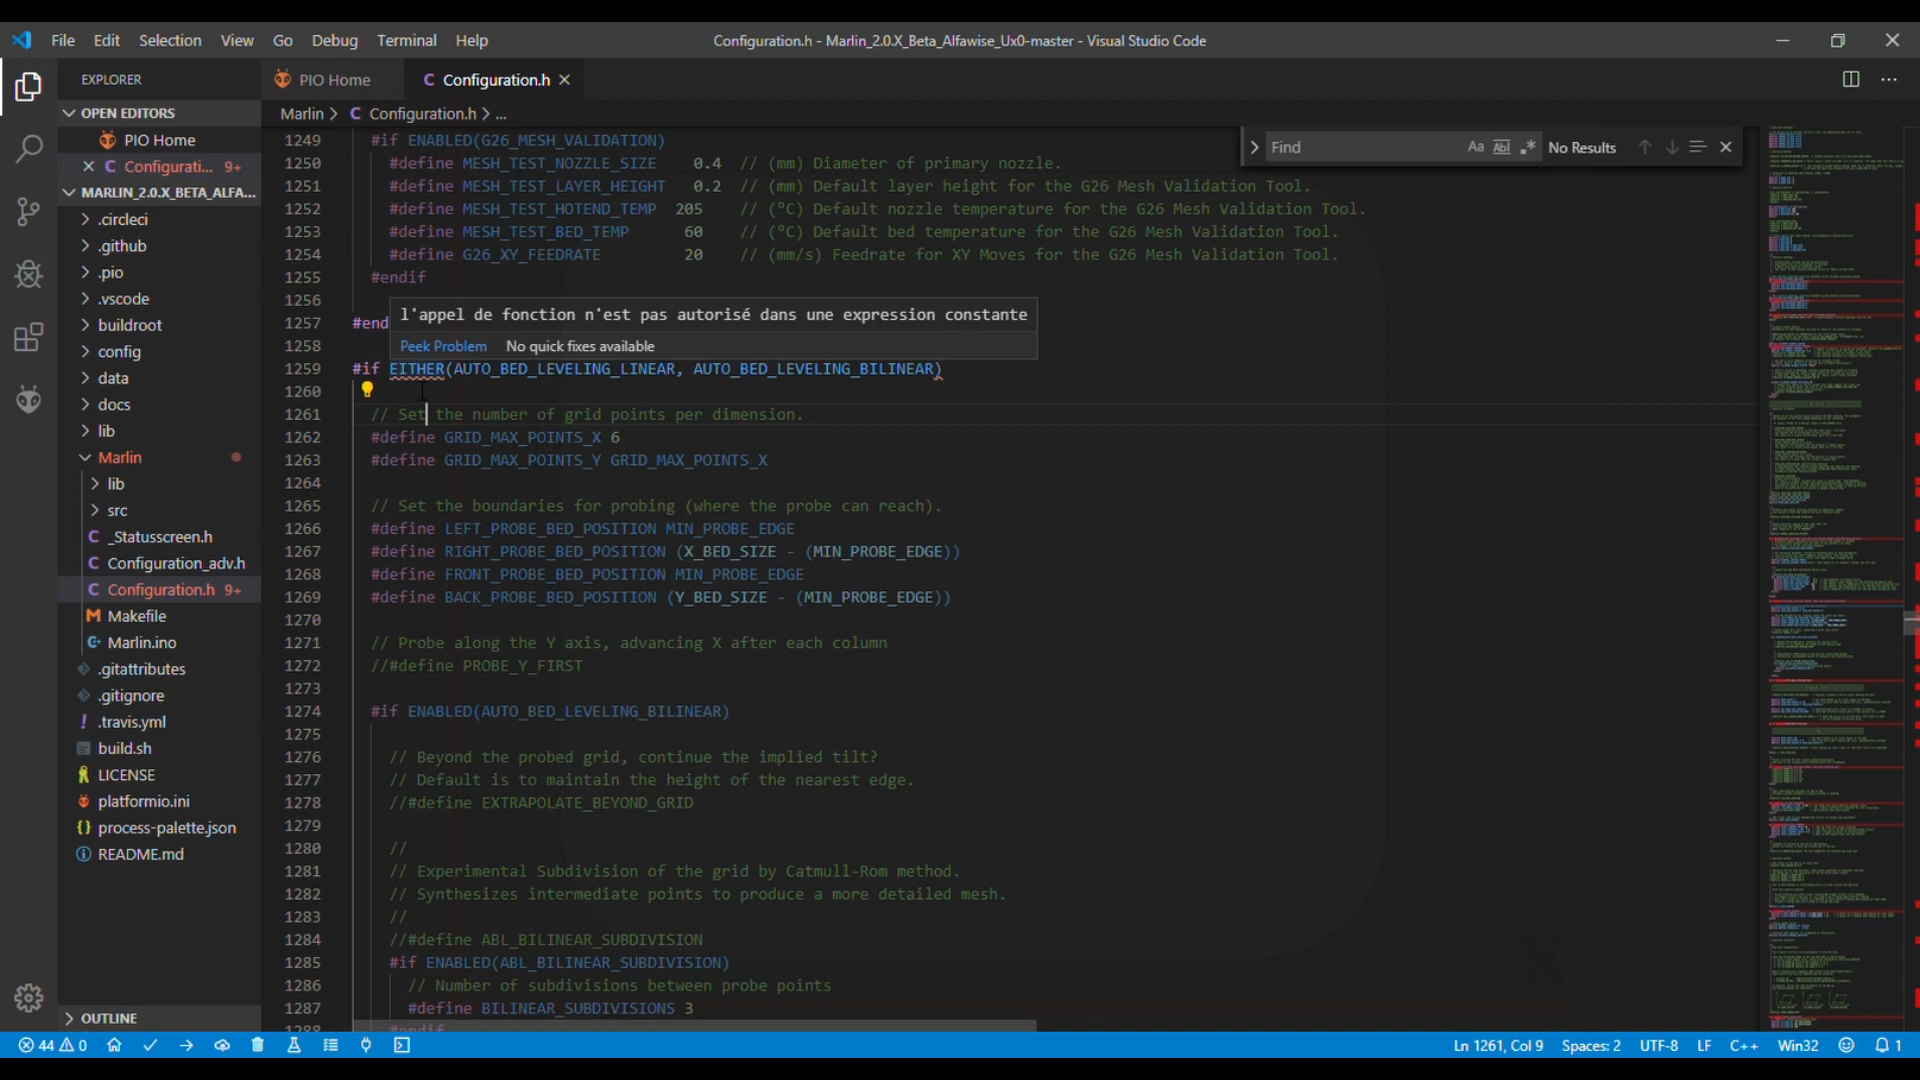 File Edit Selection View Go Debug Terminal Help
Configuration.h - Marlin_2.0.X_Beta_Alfawise_Ux0-master - Visual Studio Code
EXPLORER
PIO Home
C Configuration.h
OPEN EDITORS
PIO Home
C Configurati... 9+
MARLIN_2.0.X_BETA_ALFA...
.circleci
.github
.pio
.vscode
buildroot
config
data
docs
lib
Marlin
lib
src
C _Statusscreen.h
C Configuration_adv.h
C Configuration.h 9+
M Makefile
Marlin.ino
.gitattributes
.gitignore
! .travis.yml
build.sh
LICENSE
platformio.ini
{} process-palette.json
README.md
OUTLINE
Marlin > C Configuration.h > ...
Find Aa Abl .* No Results
1249 #if ENABLED(G26_MESH_VALIDATION)
1250 #define MESH_TEST_NOZZLE_SIZE 0.4 // (mm) Diameter of primary nozzle.
1251 #define MESH_TEST_LAYER_HEIGHT 0.2 // (mm) Default layer height for the G26 Mesh Validation Tool.
1252 #define MESH_TEST_HOTEND_TEMP 205 // (°C) Default nozzle temperature for the G26 Mesh Validation Tool.
1253 #define MESH_TEST_BED_TEMP 60 // (°C) Default bed temperature for the G26 Mesh Validation Tool.
1254 #define G26_XY_FEEDRATE 20 // (mm/s) Feedrate for XY Moves for the G26 Mesh Validation Tool.
1255 #endif
1256
l'appel de fonction n'est pas autorisé dans une expression constante
1257 #end
Peek Problem No quick fixes available
1258
1259 #if EITHER(AUTO_BED_LEVELING_LINEAR, AUTO_BED_LEVELING_BILINEAR)
1260
1261 // Set the number of grid points per dimension.
1262 #define GRID_MAX_POINTS_X 6
1263 #define GRID_MAX_POINTS_Y GRID_MAX_POINTS_X
1264
1265 // Set the boundaries for probing (where the probe can reach).
1266 #define LEFT_PROBE_BED_POSITION MIN_PROBE_EDGE
1267 #define RIGHT_PROBE_BED_POSITION (X_BED_SIZE - (MIN_PROBE_EDGE))
1268 #define FRONT_PROBE_BED_POSITION MIN_PROBE_EDGE
1269 #define BACK_PROBE_BED_POSITION (Y_BED_SIZE - (MIN_PROBE_EDGE))
1270
1271 // Probe along the Y axis, advancing X after each column
1272 //#define PROBE_Y_FIRST
1273
1274 #if ENABLED(AUTO_BED_LEVELING_BILINEAR)
1275
1276 // Beyond the probed grid, continue the implied tilt?
1277 // Default is to maintain the height of the nearest edge.
1278 //#define EXTRAPOLATE_BEYOND_GRID
1279
1280 //
1281 // Experimental Subdivision of the grid by Catmull-Rom method.
1282 // Synthesizes intermediate points to produce a more detailed mesh.
1283 //
1284 //#define ABL_BILINEAR_SUBDIVISION
1285 #if ENABLED(ABL_BILINEAR_SUBDIVISION)
1286 // Number of subdivisions between probe points
1287 #define BILINEAR_SUBDIVISIONS 3
1288 #endif
44 0
Ln 1261, Col 9 Spaces: 2 UTF-8 LF C++ Win32 1